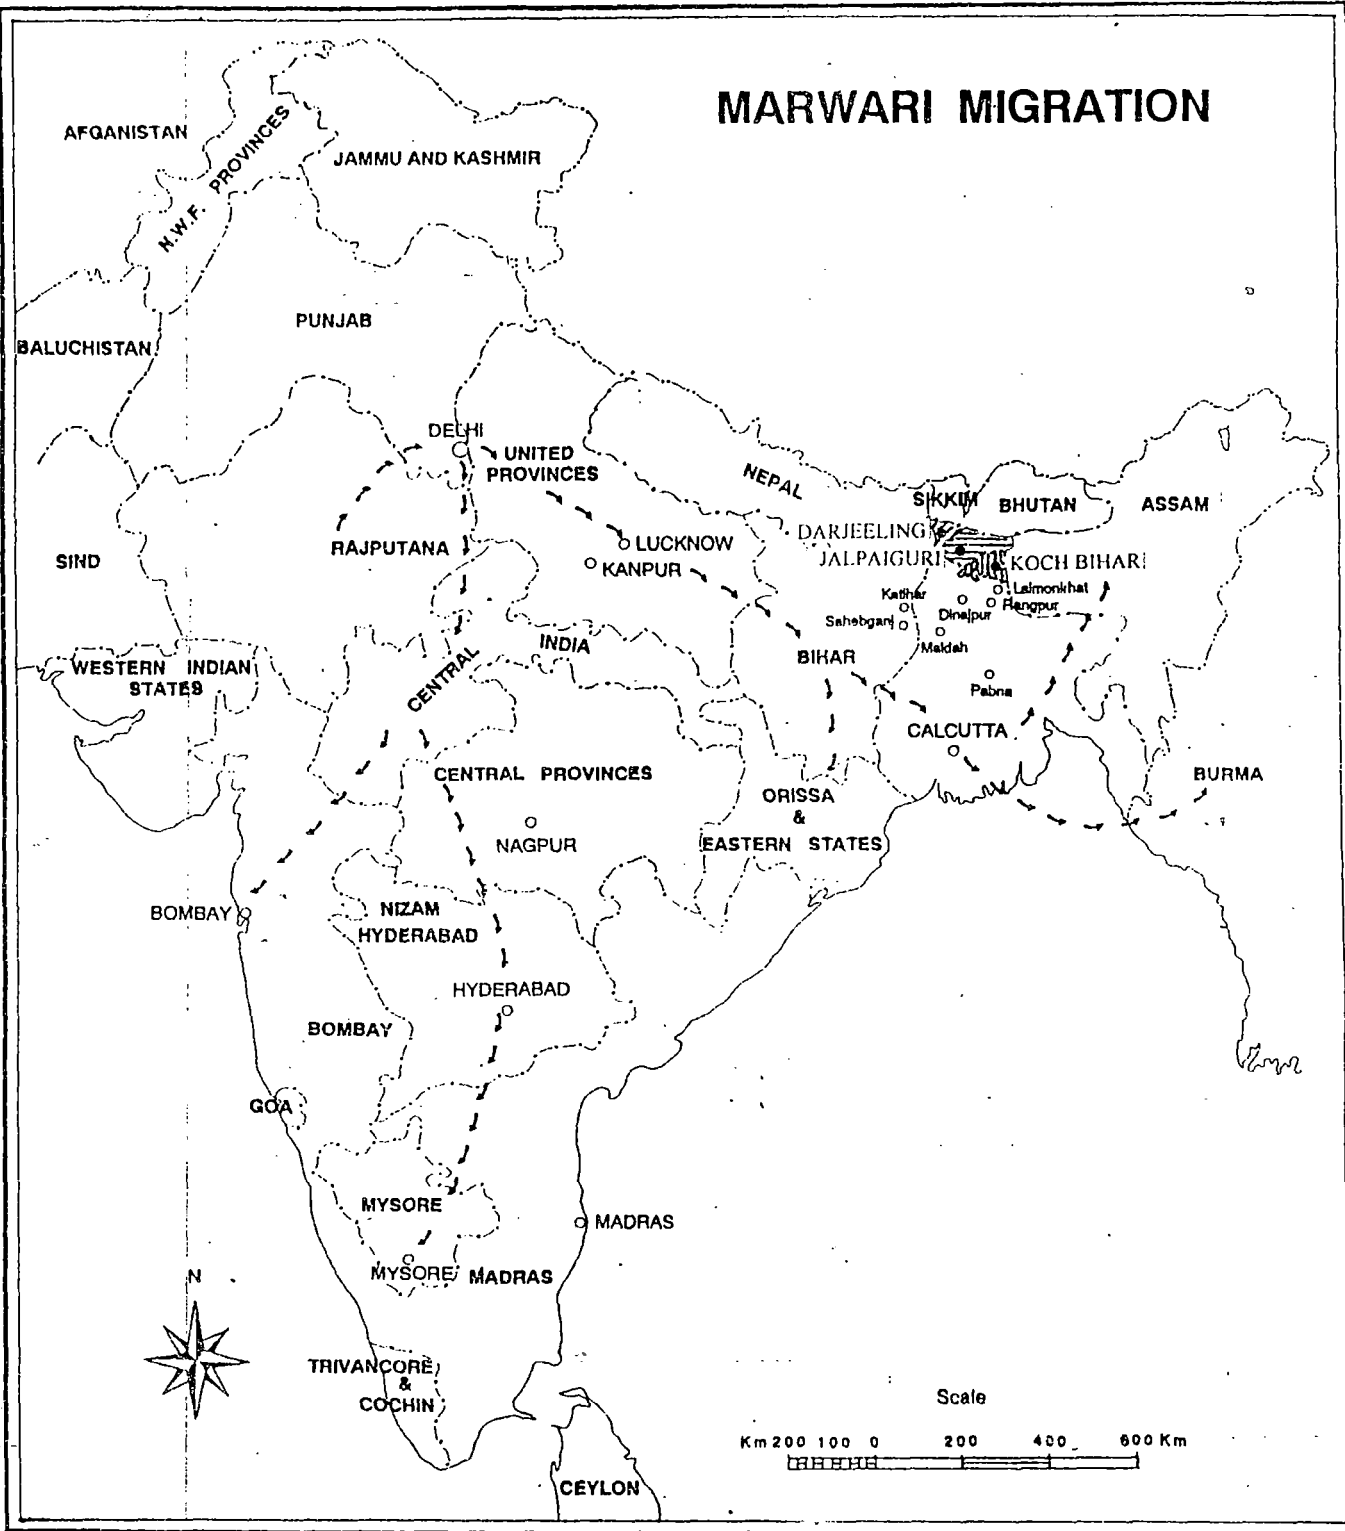 MARWARI MIGRATION
AFGANISTAN
N.W.F. PROVINCES
JAMMU AND KASHMIR
PUNJAB
BALUCHISTAN
DELHI
UNITED
PROVINCES
NEPAL
SIKKIM
BHUTAN
ASSAM
DARJEELING
JALPAIGURI
KOCH BIHAR
RAJPUTANA
LUCKNOW
KANPUR
SIND
Katihar
Lalmonkhat
Rangpur
Dinajpur
Sahebganj
Maldah
Pabna
INDIA
BIHAR
WESTERN INDIAN
STATES
CENTRAL
CALCUTTA
CENTRAL PROVINCES
BURMA
ORISSA
&
EASTERN STATES
NAGPUR
BOMBAY
NIZAM
HYDERABAD
HYDERABAD
BOMBAY
GOA
MYSORE
MADRAS
MYSORE
MADRAS
N
TRIVANCORE
&
COCHIN
CEYLON
Scale
Km 200 100 0 200 400 600 Km